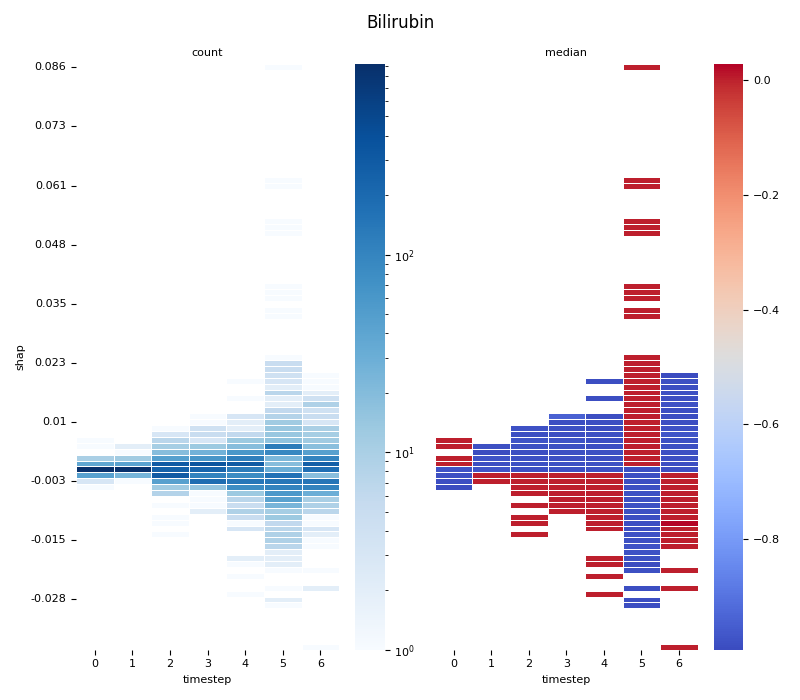 Bilirubin
count
median
shap
0.086
0.073
0.061
0.048
0.035
0.023
0.01
-0.003
-0.015
-0.028
0 1 2 3 4 5 6
timestep
10²
10¹
10⁰
0 1 2 3 4 5 6
timestep
0.0
−0.2
−0.4
−0.6
−0.8